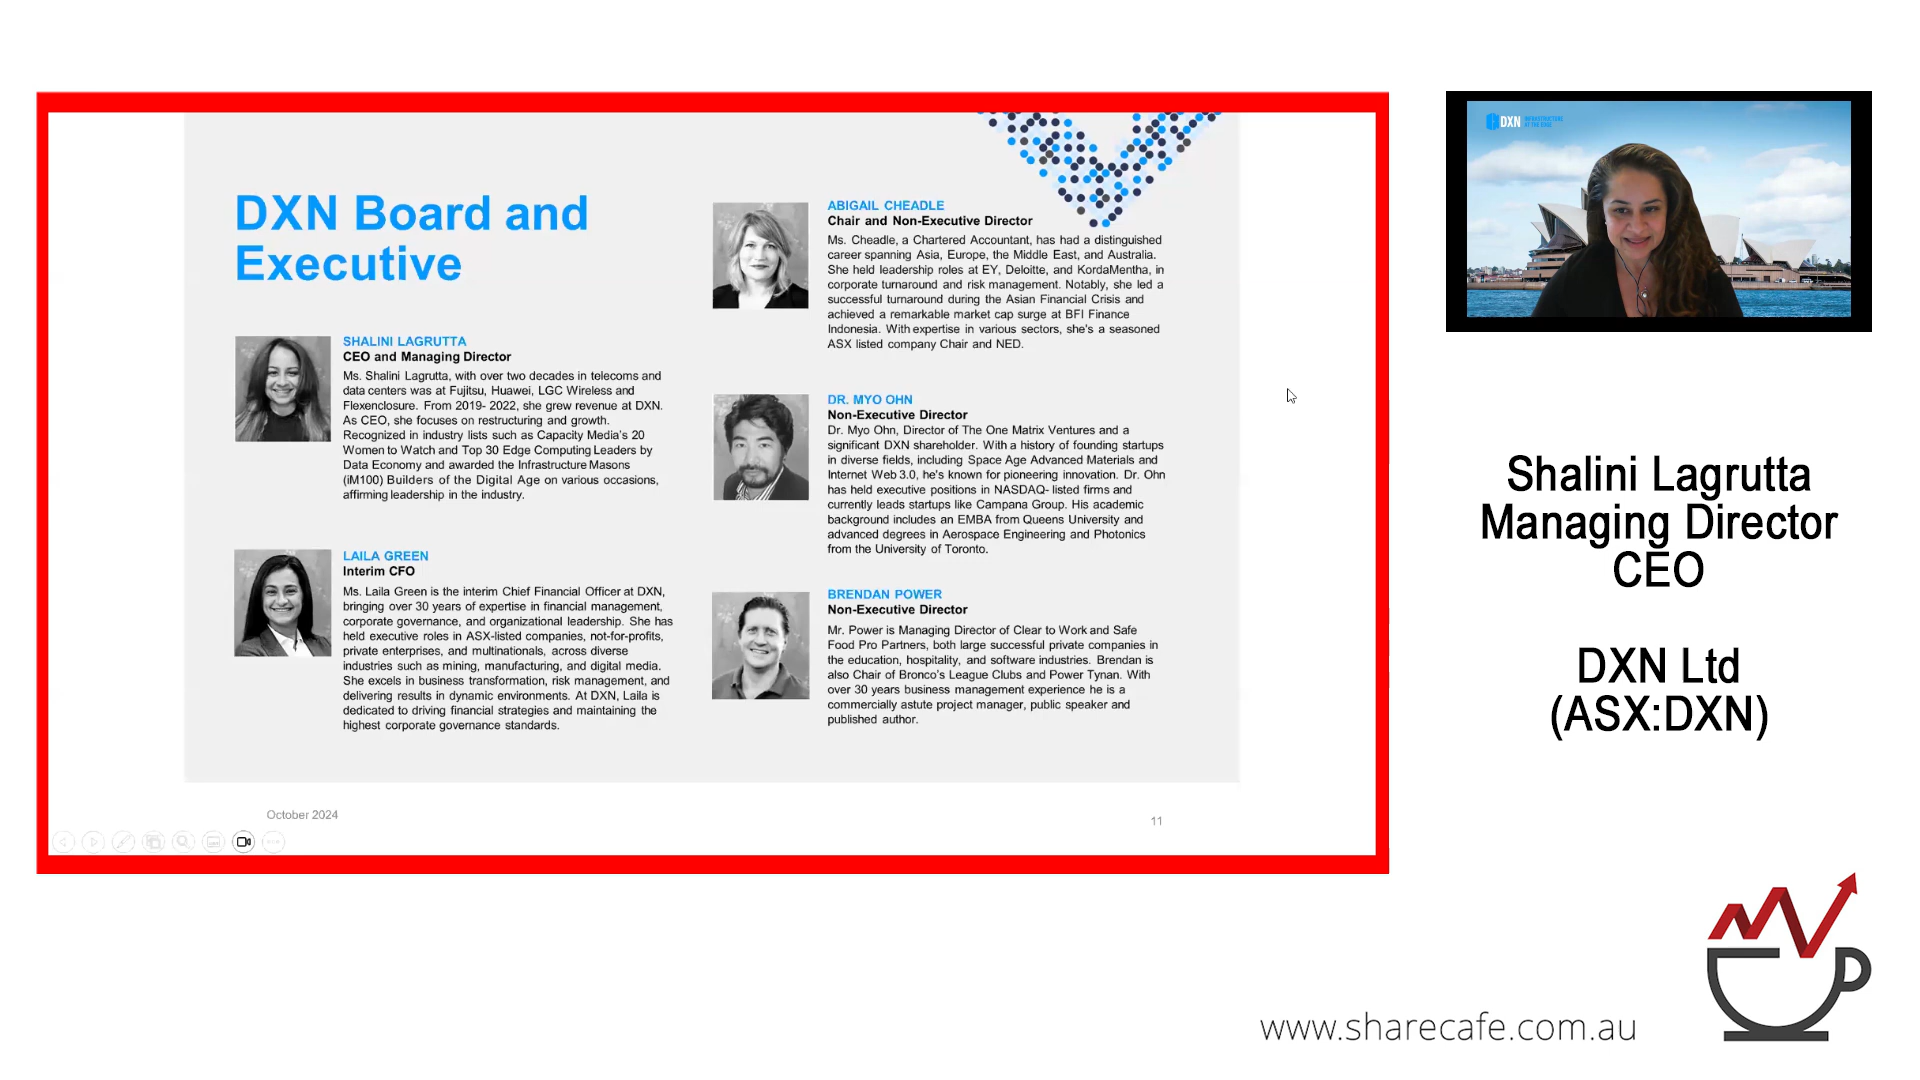 DXN Board and
Executive
SHALINI LAGRUTTA
CEO and Managing Director
Ms. Shalini Lagrutta, with over two decades in telecoms and
data centers was at Fujitsu, Huawei, LGC Wireless and
Flexenclosure. From 2019- 2022, she grew revenue at DXN.
As CEO, she focuses on restructuring and growth.
Recognized in industry lists such as Capacity Media's 20
Women to Watch and Top 30 Edge Computing Leaders by
Data Economy and awarded the Infrastructure Masons
(iM100) Builders of the Digital Age on various occasions,
affirming leadership in the industry.
LAILA GREEN
Interim CFO
Ms. Laila Green is the interim Chief Financial Officer at DXN,
bringing over 30 years of expertise in financial management,
corporate governance, and organizational leadership. She has
held executive roles in ASX-listed companies, not-for-profits,
private enterprises, and multinationals, across diverse
industries such as mining, manufacturing, and digital media.
She excels in business transformation, risk management, and
delivering results in dynamic environments. At DXN, Laila is
dedicated to driving financial strategies and maintaining the
highest corporate governance standards.
ABIGAIL CHEADLE
Chair and Non-Executive Director
Ms. Cheadle, a Chartered Accountant, has had a distinguished
career spanning Asia, Europe, the Middle East, and Australia.
She held leadership roles at EY, Deloitte, and KordaMentha, in
corporate turnaround and risk management. Notably, she led a
successful turnaround during the Asian Financial Crisis and
achieved a remarkable market cap surge at BFI Finance
Indonesia. With expertise in various sectors, she's a seasoned
ASX listed company Chair and NED.
DR. MYO OHN
Non-Executive Director
Dr. Myo Ohn, Director of The One Matrix Ventures and a
significant DXN shareholder. With a history of founding startups
in diverse fields, including Space Age Advanced Materials and
Internet Web 3.0, he's known for pioneering innovation. Dr. Ohn
has held executive positions in NASDAQ- listed firms and
currently leads startups like Campana Group. His academic
background includes an EMBA from Queens University and
advanced degrees in Aerospace Engineering and Photonics
from the University of Toronto.
BRENDAN POWER
Non-Executive Director
Mr. Power is Managing Director of Clear to Work and Safe
Food Pro Partners, both large successful private companies in
the education, hospitality, and software industries. Brendan is
also Chair of Bronco's League Clubs and Power Tynan. With
over 30 years business management experience he is a
commercially astute project manager, public speaker and
published author.
October 2024
11
DXN INFRASTRUCTURE
AT THE EDGE
Shalini Lagrutta
Managing Director
CEO
DXN Ltd
(ASX:DXN)
www.sharecafe.com.au